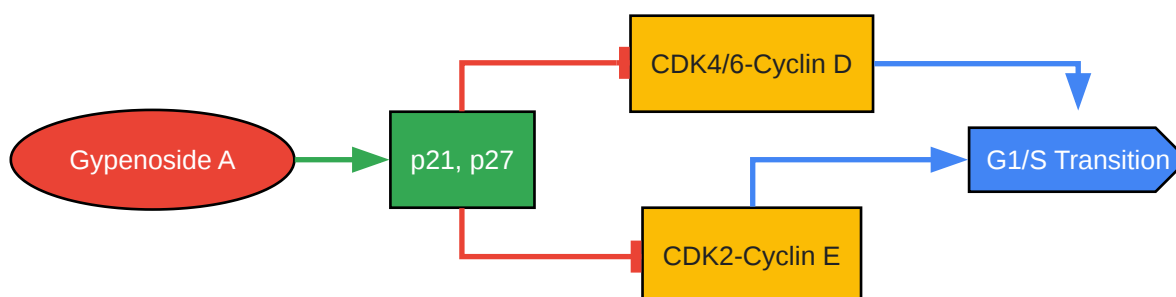 Gypenoside A
p21, p27
CDK4/6-Cyclin D
CDK2-Cyclin E
G1/S Transition